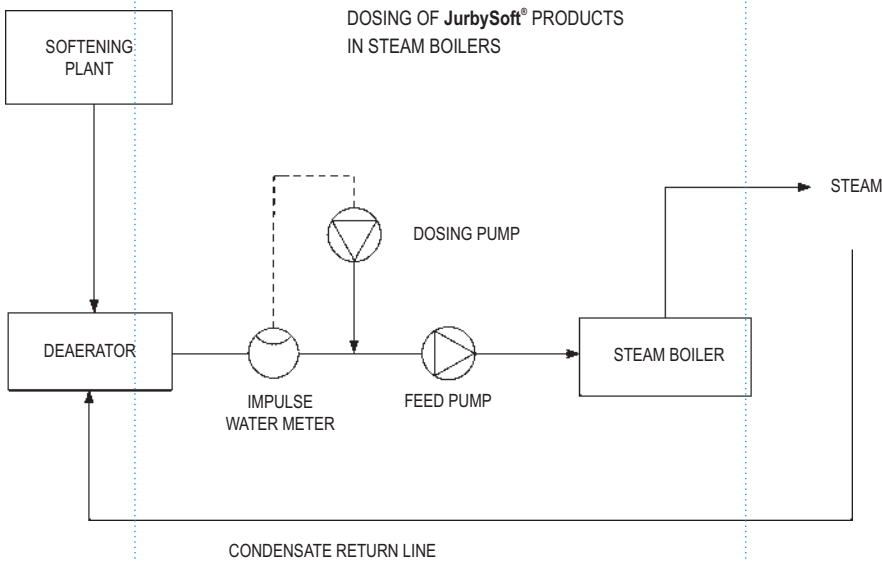 DOSING OF JurbySoft® PRODUCTS
IN STEAM BOILERS
SOFTENING
PLANT
STEAM
DOSING PUMP
DEAERATOR
STEAM BOILER
IMPULSE
WATER METER
FEED PUMP
CONDENSATE RETURN LINE